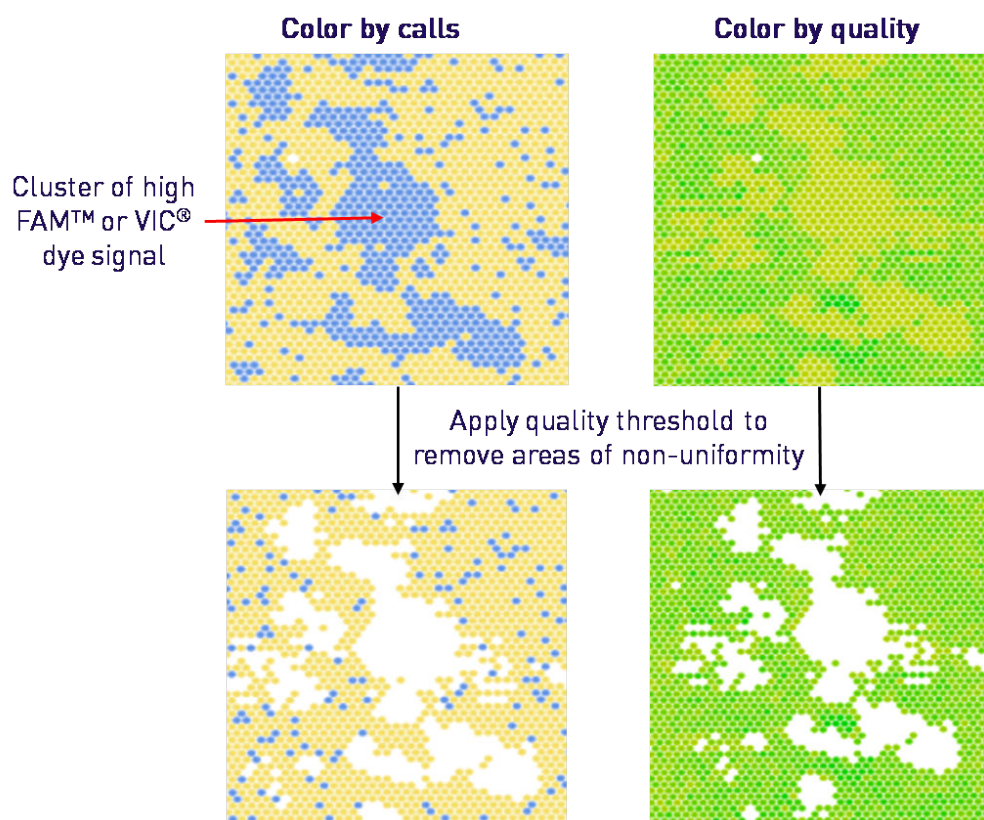 Color by calls
Color by quality
Cluster of high
FAM™ or VIC®
dye signal
Apply quality threshold to
remove areas of non-uniformity